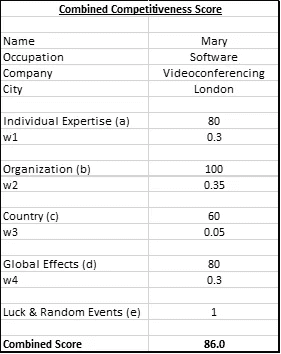 Combined Competitiveness Score
Name Mary
Occupation Software
Company Videoconferencing
City London
Individual Expertise (a) 80
w1 0.3
Organization (b) 100
w2 0.35
Country (c) 60
w3 0.05
Global Effects (d) 80
w4 0.3
Luck & Random Events (e) 1
Combined Score 86.0